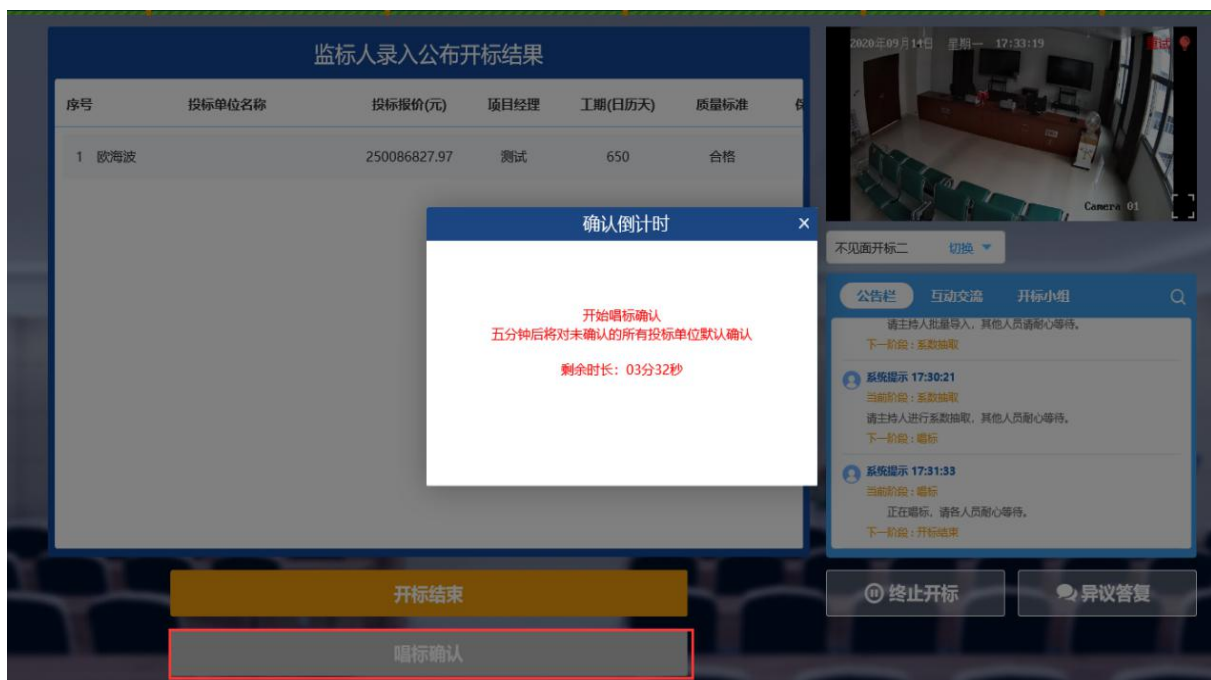 监标人录入公布开标结果
序号 投标单位名称 投标报价(元) 项目经理 工期(日历天) 质量标准
1 欧海波 250086827.97 测试 650 合格
确认倒计时 ×
开始唱标确认
五分钟后将对未确认的所有投标单位默认确认
剩余时长：03分32秒
开标结束
唱标确认
2020年09月14日 星期一 17:33:19
Camera 01
不见面开标二 切换
公告栏 互动交流 开标小组
请主持人批量导入，其他人员请耐心等待。
下一阶段：系数抽取
系统提示 17:30:21
当前阶段：系数抽取
请主持人进行系数抽取，其他人员耐心等待。
下一阶段：唱标
系统提示 17:31:33
当前阶段：唱标
正在唱标，请各人员耐心等待。
下一阶段：开标结束
终止开标 异议答复